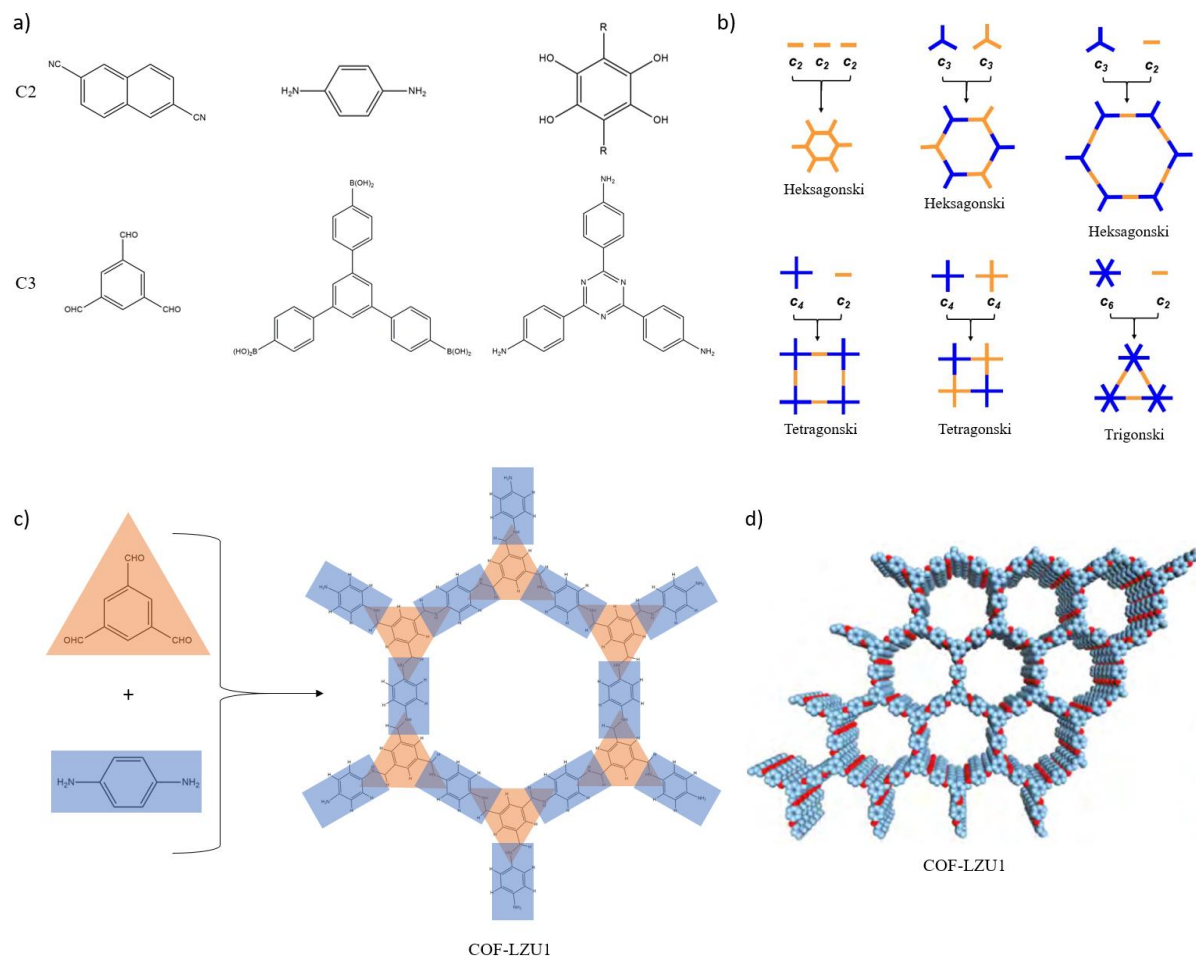 a)
C2
NC
CN
H₂N
NH₂
R
HO
OH
HO
OH
R
C3
CHO
OHC
CHO
B(OH)₂
(HO)₂B
B(OH)₂
NH₂
N
N
N
H₂N
NH₂
b)
c₂ c₂ c₂
Heksagonski
c₃ c₃
Heksagonski
c₃ c₂
Heksagonski
c₄ c₂
Tetragonski
c₄ c₄
Tetragonski
c₆ c₂
Trigonski
c)
CHO
OHC
CHO
+
H₂N
NH₂
COF-LZU1
d)
COF-LZU1